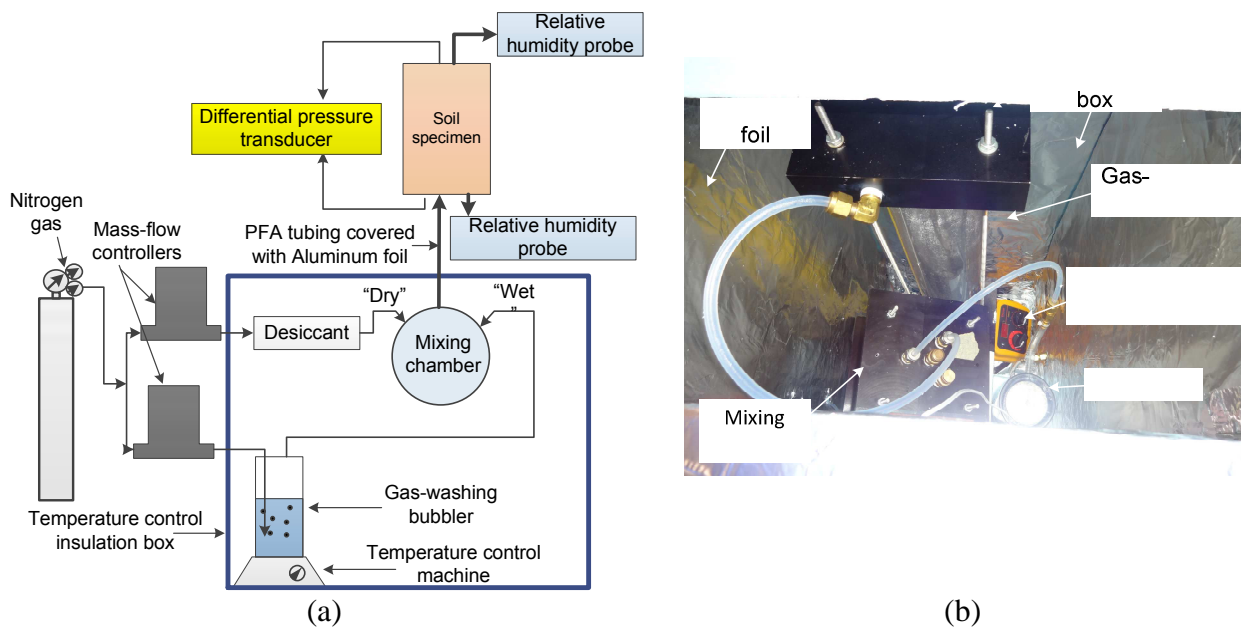 Relative
humidity probe
Differential pressure
transducer
Soil
specimen
Nitrogen
gas
Mass-flow
controllers
PFA tubing covered
with Aluminum foil
Relative humidity
probe
“Dry”
“Wet
”
Desiccant
Mixing
chamber
Gas-washing
bubbler
Temperature control
insulation box
Temperature control
machine
(a)
foil
box
Gas-
Mixing
(b)